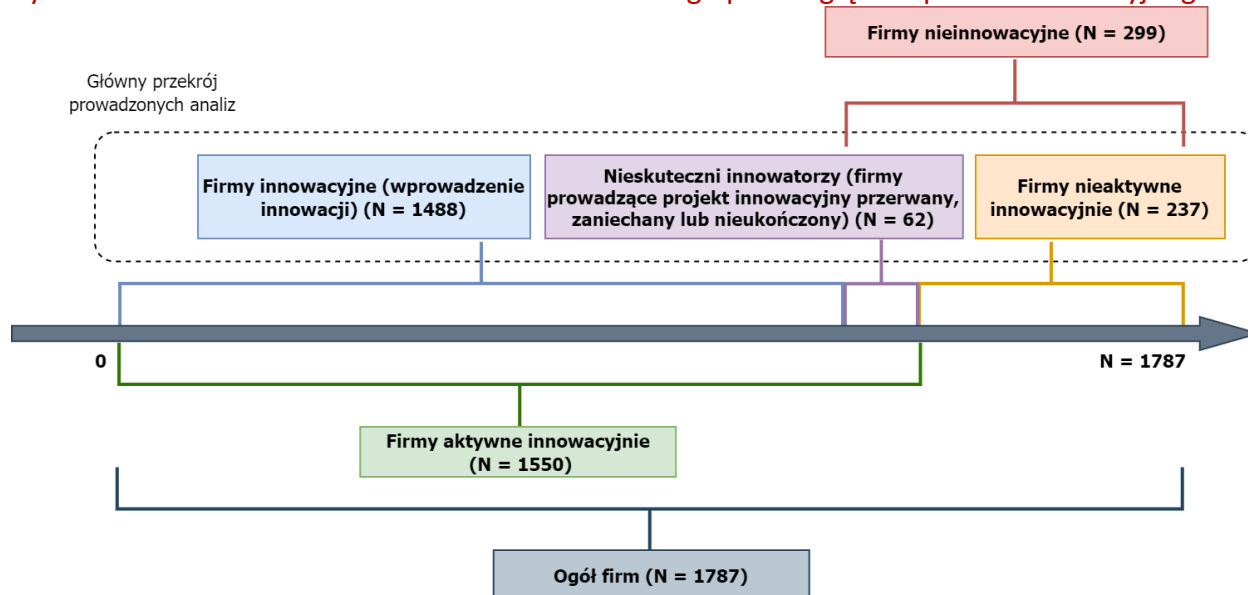 Firmy nieinnowacyjne (N = 299)
Główny przekrój
prowadzonych analiz
Firmy innowacyjne (wprowadzenie
innowacji) (N = 1488)
Nieskuteczni innowatorzy (firmy
prowadzące projekt innowacyjny przerwany,
zaniechany lub nieukończony) (N = 62)
Firmy nieaktywne
innowacyjnie (N = 237)
0
N = 1787
Firmy aktywne innowacyjnie
(N = 1550)
Ogół firm (N = 1787)